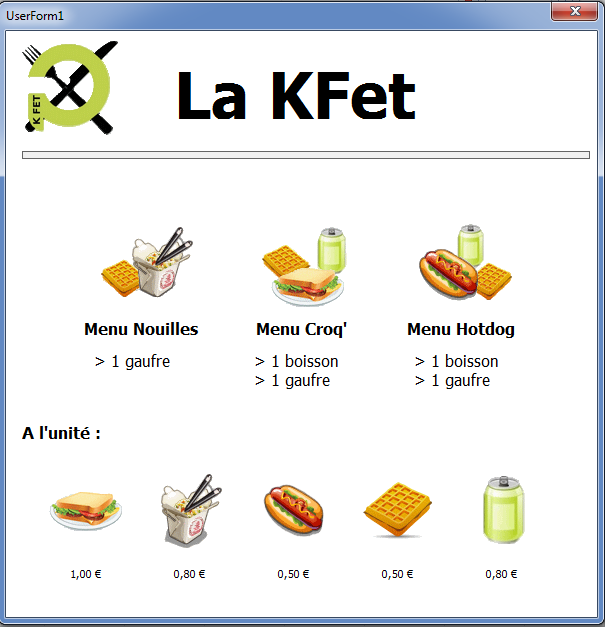 UserForm1
K FET
La KFet
Menu Nouilles
Menu Croq'
Menu Hotdog
> 1 gaufre
> 1 boisson
> 1 gaufre
> 1 boisson
> 1 gaufre
A l'unité :
1,00 €
0,80 €
0,50 €
0,50 €
0,80 €